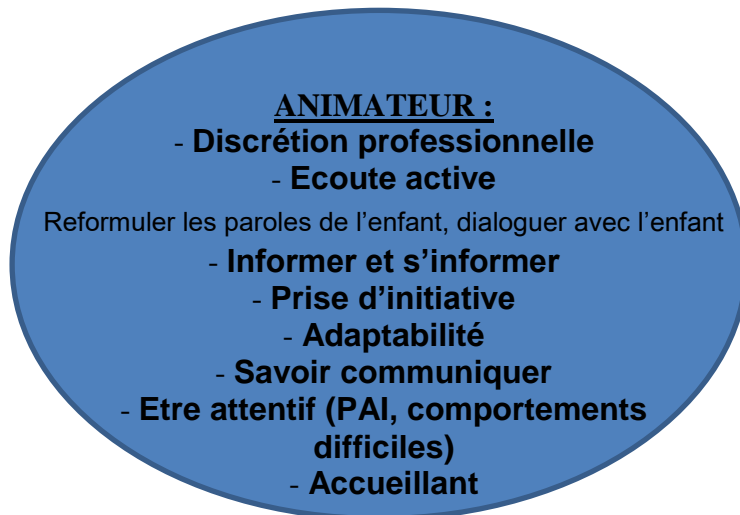 ANIMATEUR :
- Discrétion professionnelle
- Ecoute active
Reformuler les paroles de l’enfant, dialoguer avec l’enfant
- Informer et s’informer
- Prise d’initiative
- Adaptabilité
- Savoir communiquer
- Etre attentif (PAI, comportements
difficiles)
- Accueillant